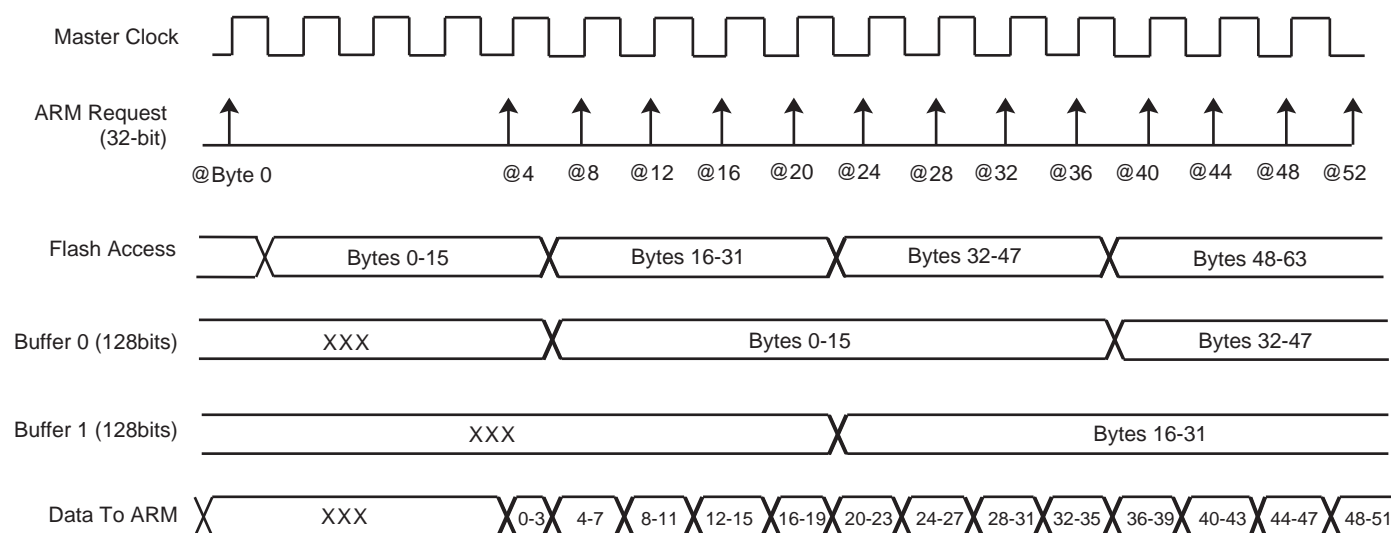 Master Clock
ARM Request
(32-bit)
@Byte 0 @4 @8 @12 @16 @20 @24 @28 @32 @36 @40 @44 @48 @52
Flash Access Bytes 0-15 Bytes 16-31 Bytes 32-47 Bytes 48-63
Buffer 0 (128bits) XXX Bytes 0-15 Bytes 32-47
Buffer 1 (128bits) XXX Bytes 16-31
Data To ARM XXX 0-3 4-7 8-11 12-15 16-19 20-23 24-27 28-31 32-35 36-39 40-43 44-47 48-51